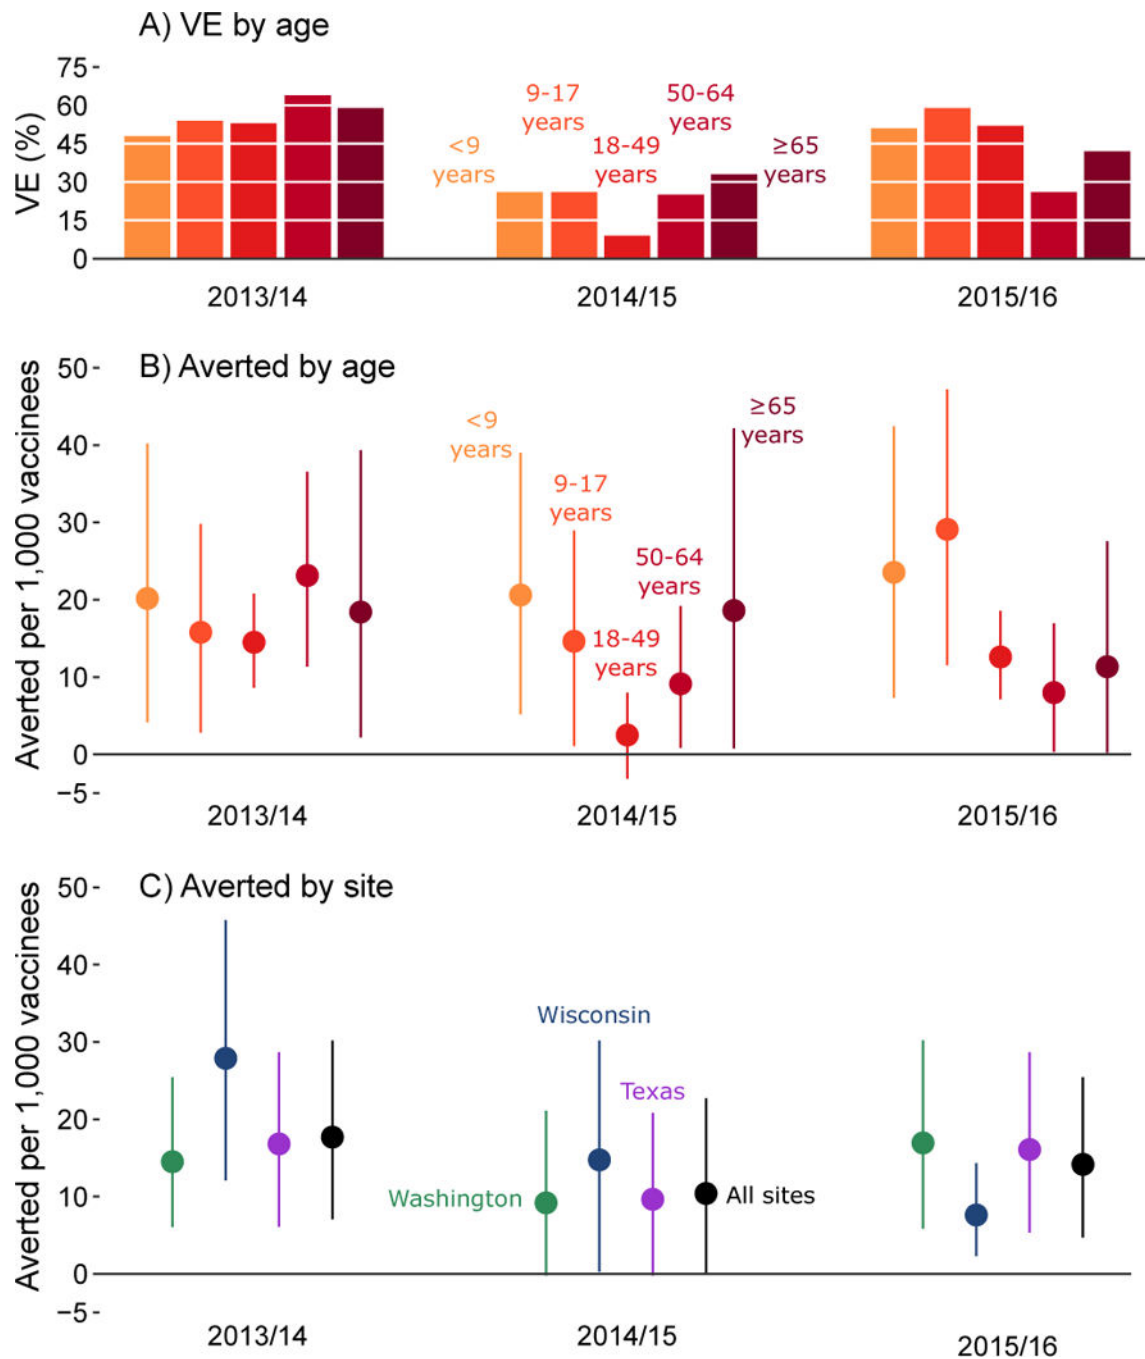 A) VE by age
VE (%)
75
60
45
30
15
0
<9
years
9-17
years
18-49
years
50-64
years
≥65
years
2013/14
2014/15
2015/16
B) Averted by age
Averted per 1,000 vaccinees
50
40
30
20
10
0
−5
<9
years
9-17
years
18-49
years
50-64
years
≥65
years
2013/14
2014/15
2015/16
C) Averted by site
Averted per 1,000 vaccinees
50
40
30
20
10
0
−5
Washington
Wisconsin
Texas
All sites
2013/14
2014/15
2015/16